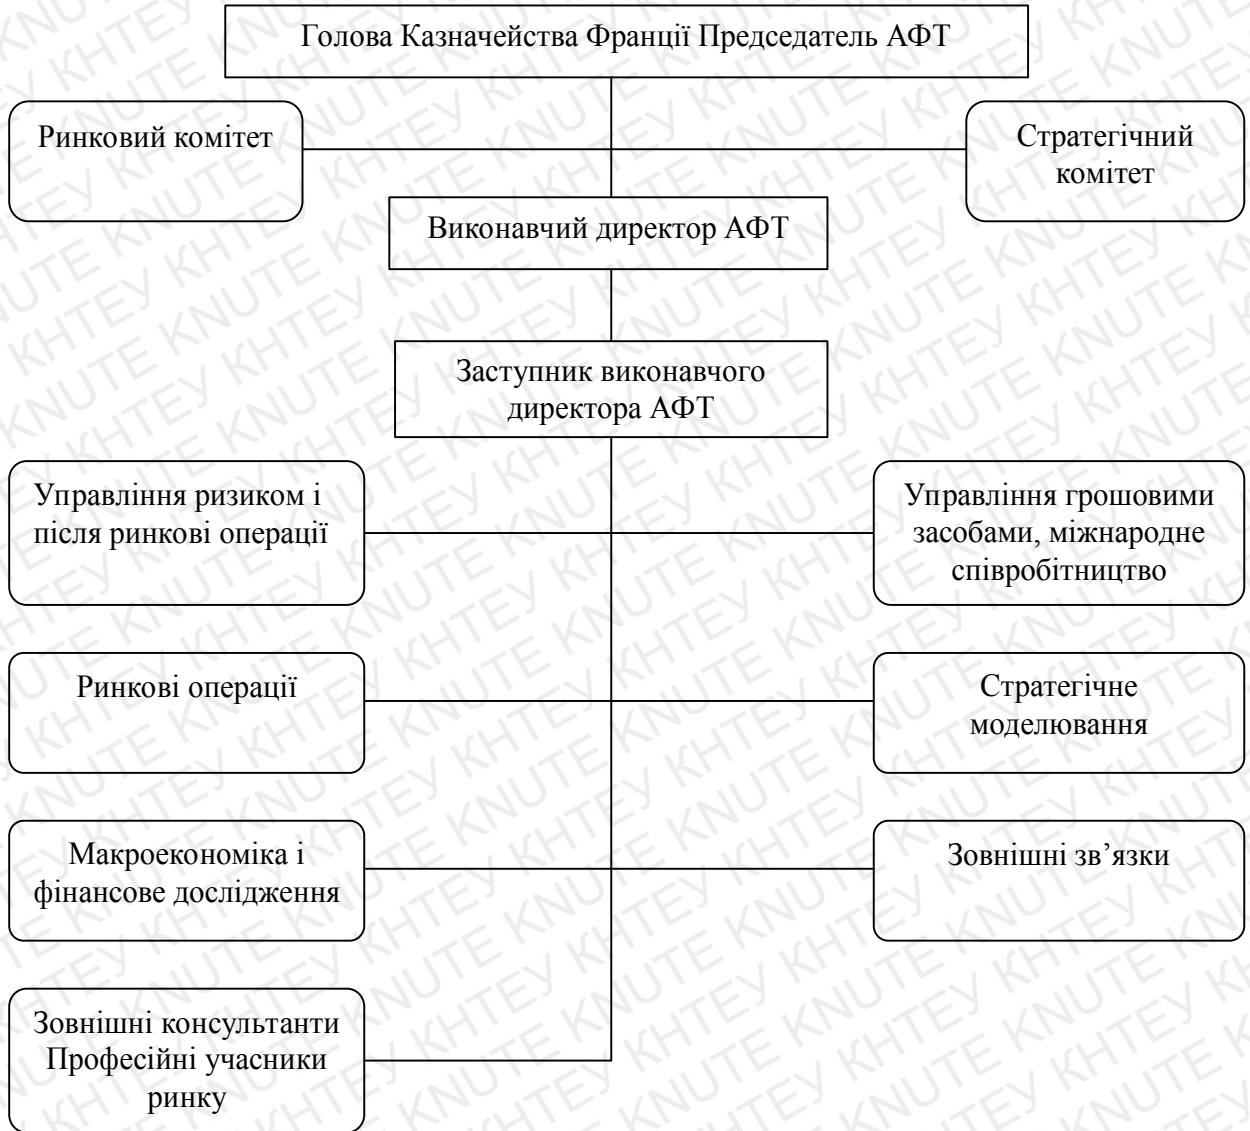 Голова Казначейства Франції Председатель АФТ
Ринковий комітет
Стратегічний
комітет
Виконавчий директор АФТ
Заступник виконавчого
директора АФТ
Управління ризиком і
після ринкові операції
Управління грошовими
засобами, міжнародне
співробітництво
Ринкові операції
Стратегічне
моделювання
Макроекономіка і
фінансове дослідження
Зовнішні зв’язки
Зовнішні консультанти
Професійні учасники
ринку